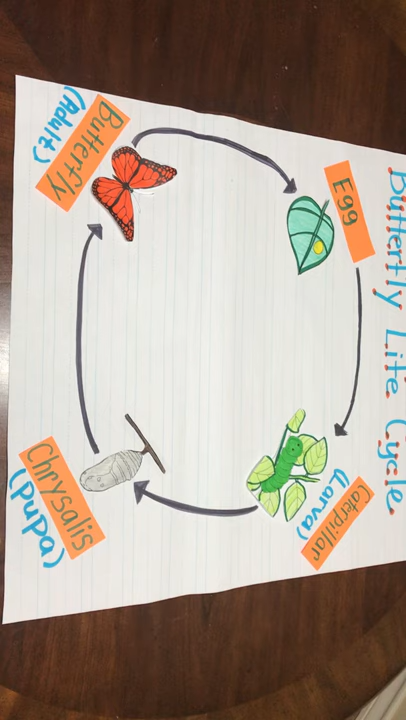 Butterfly Life Cycle
Egg
Caterpillar
(Larva)
Chrysalis
(Pupa)
Butterfly
(Adult)